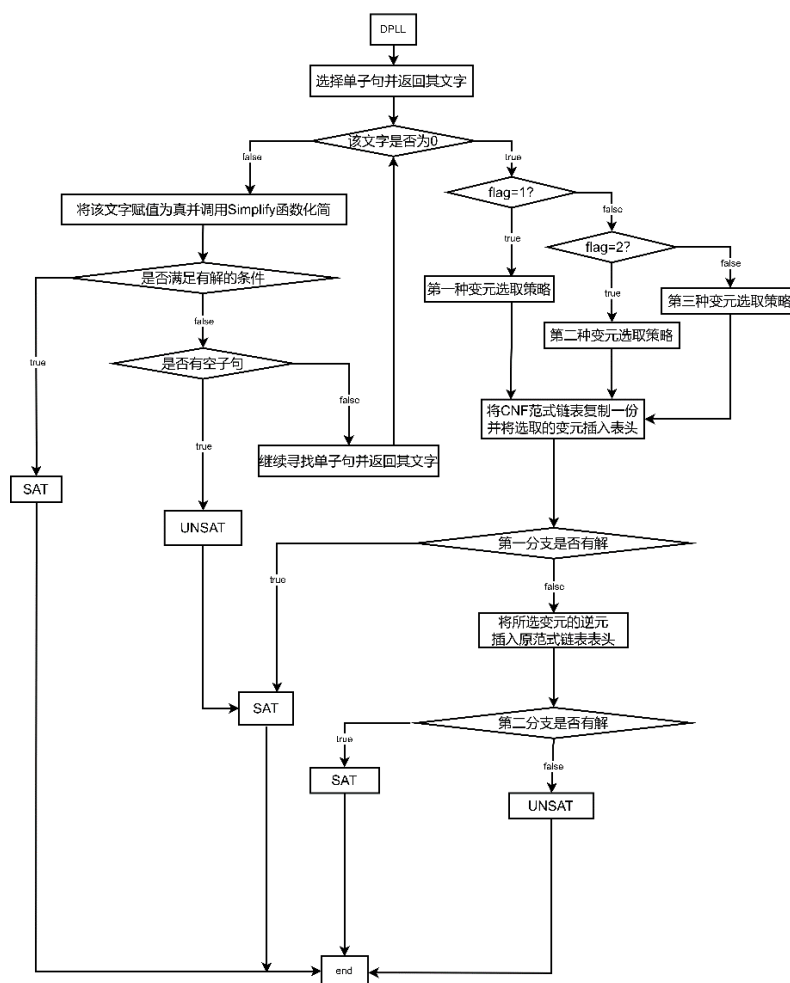 DPLL
选择单子句并返回其文字
该文字是否为0
false
true
flag=1?
将该文字赋值为真并调用Simplify函数化简
false
true
flag=2?
是否满足有解的条件
false
第一种变元选取策略
true
第三种变元选取策略
false
第二种变元选取策略
true
是否有空子句
false
将CNF范式链表复制一份
并将选取的变元插入表头
true
继续寻找单子句并返回其文字
SAT
UNSAT
第一分支是否有解
true
false
将所选变元的逆元
插入原范式链表表头
SAT
第二分支是否有解
true
false
SAT
UNSAT
end